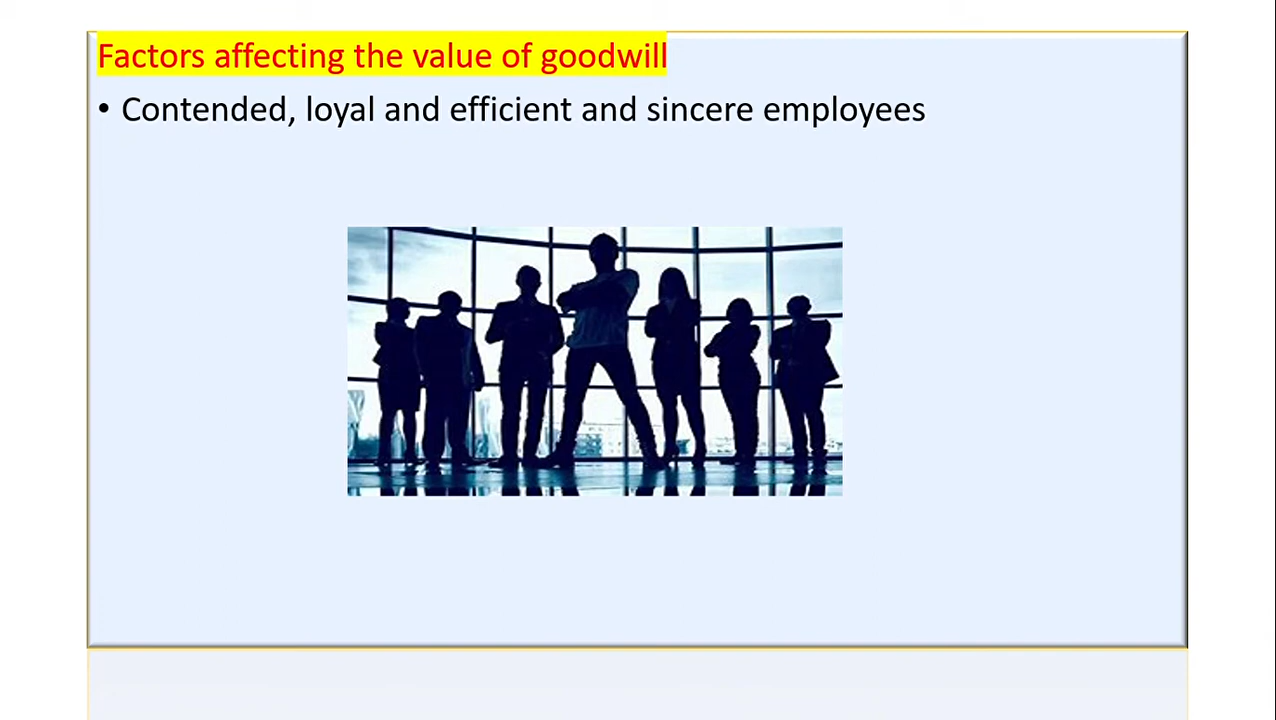 Factors affecting the value of goodwill
• Contended, loyal and efficient and sincere employees